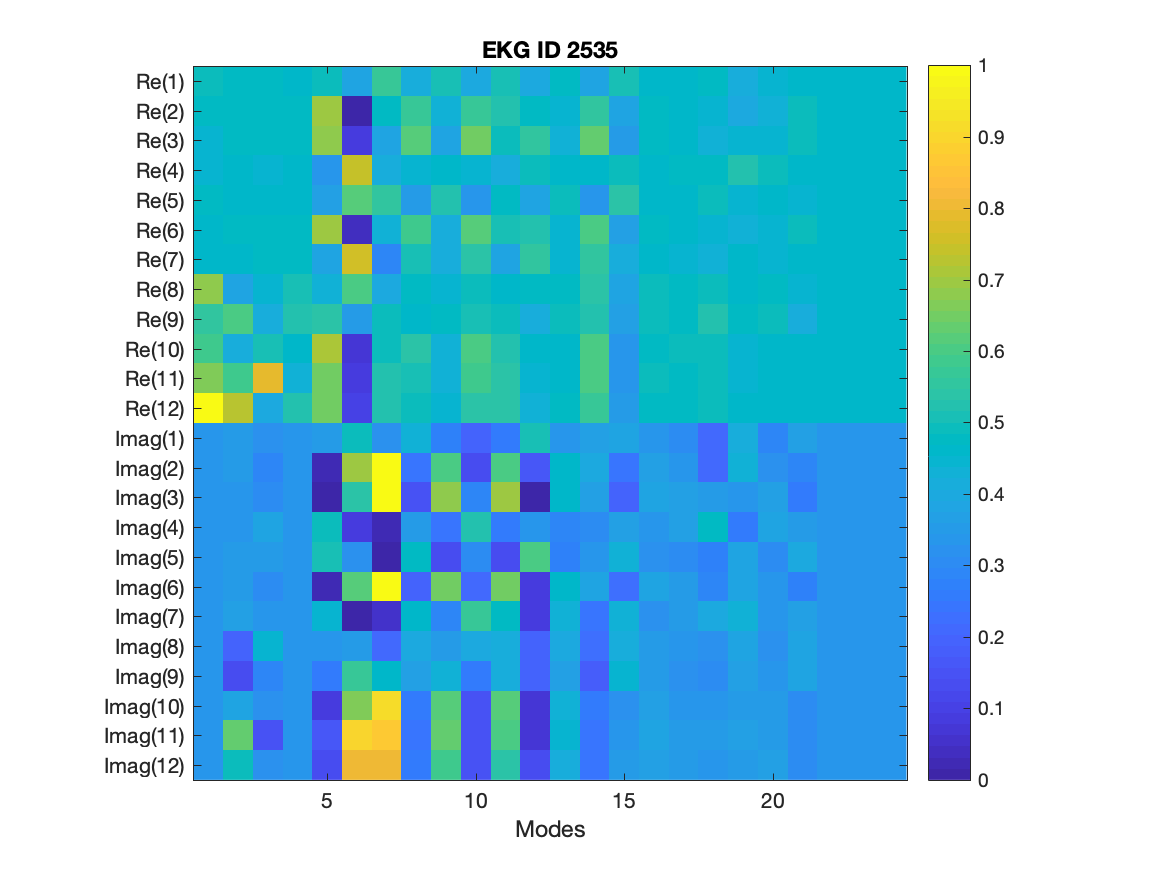 EKG ID 2535
Re(1)
Re(2)
Re(3)
Re(4)
Re(5)
Re(6)
Re(7)
Re(8)
Re(9)
Re(10)
Re(11)
Re(12)
Imag(1)
Imag(2)
Imag(3)
Imag(4)
Imag(5)
Imag(6)
Imag(7)
Imag(8)
Imag(9)
Imag(10)
Imag(11)
Imag(12)
5 10 15 20
Modes
1
0.9
0.8
0.7
0.6
0.5
0.4
0.3
0.2
0.1
0